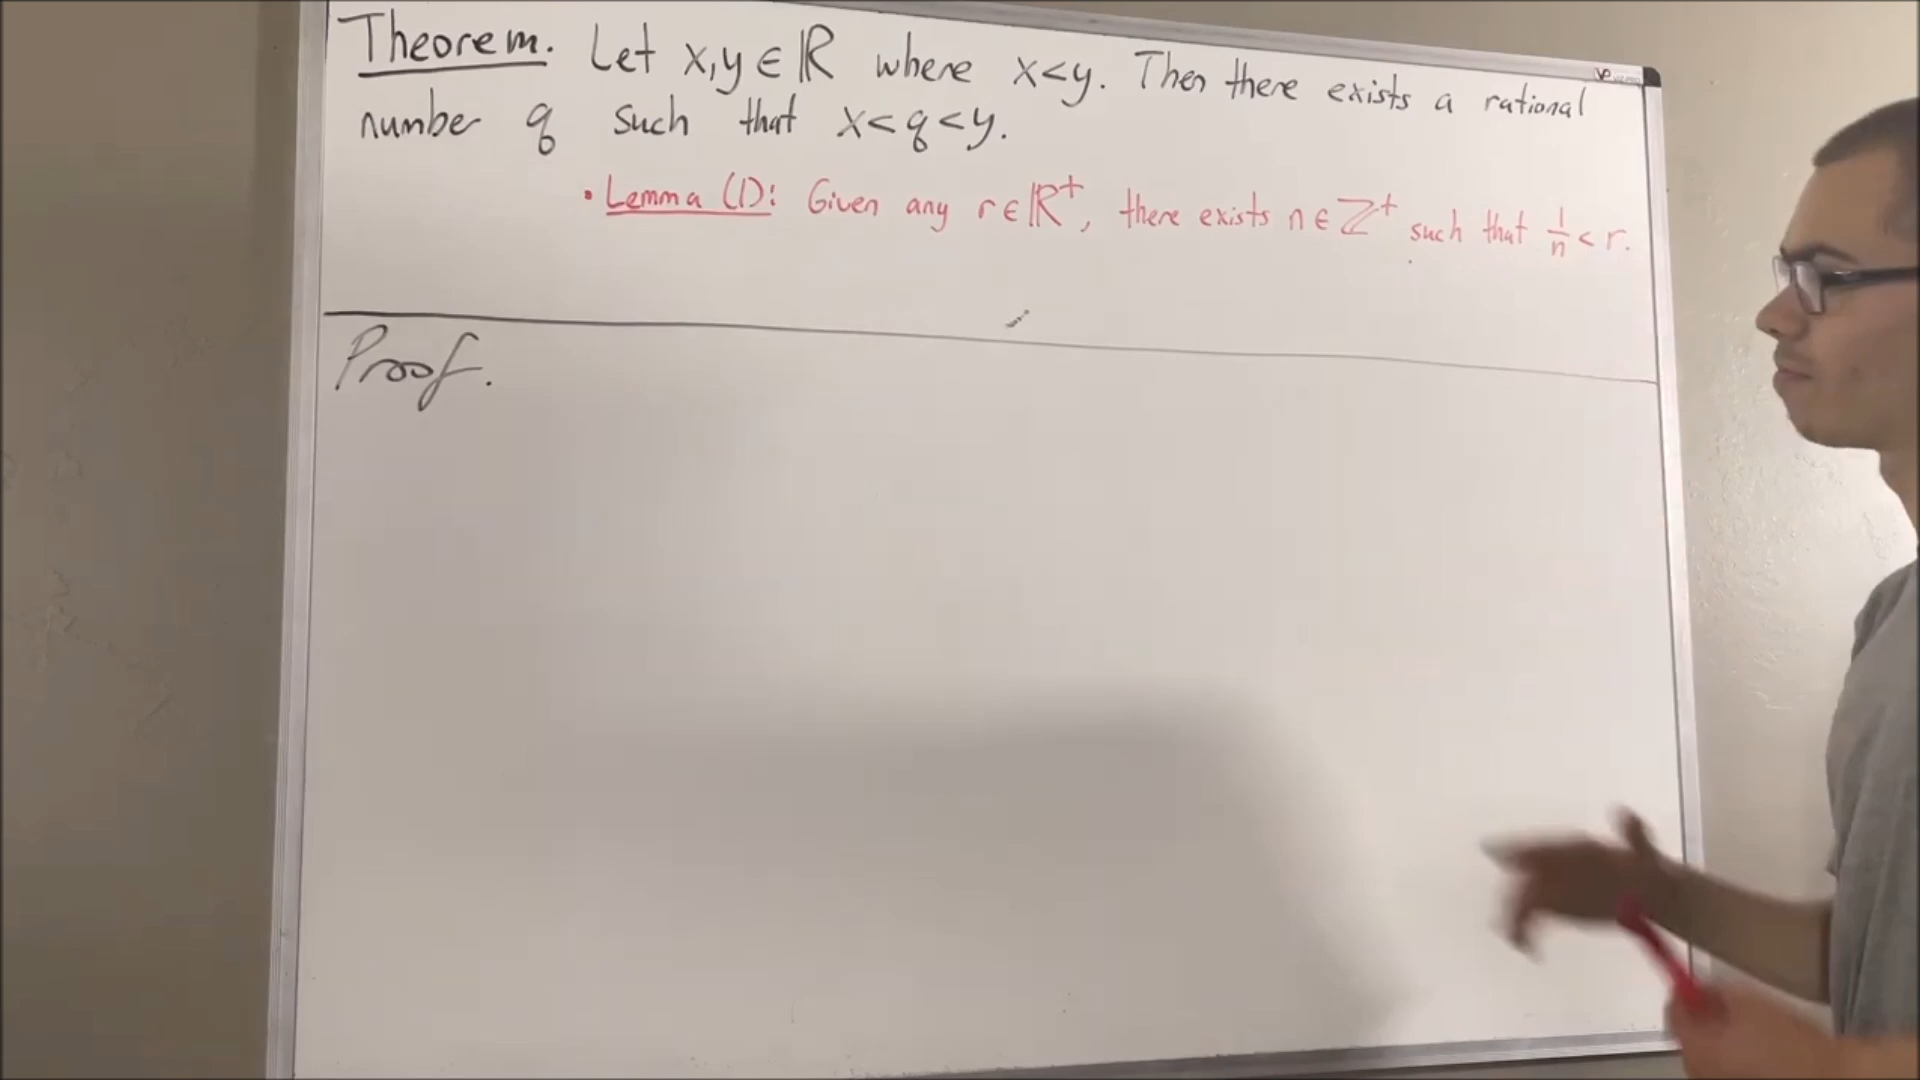 Theorem. Let x,y ∈ ℝ where x<y. Then there exists a rational
number q such that x<q<y.
• Lemma (1): Given any r∈ℝ⁺, there exists n∈ℤ⁺ such that 1/n < r.
Proof.